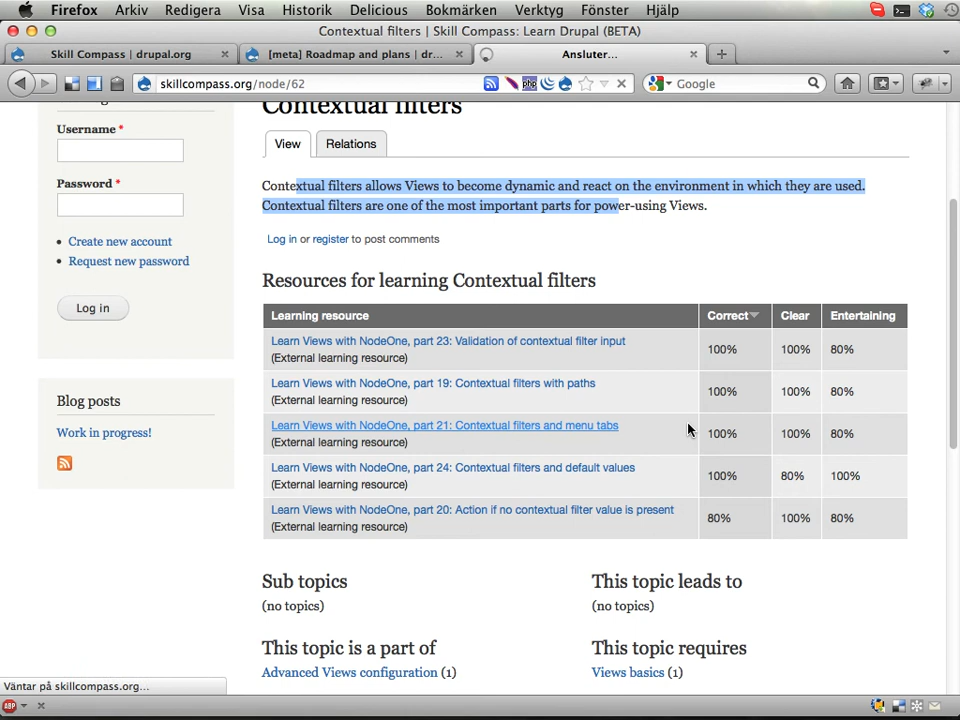 Firefox Arkiv Redigera Visa Historik Delicious Bokmärken Verktyg Fönster Hjälp
Contextual filters | Skill Compass: Learn Drupal (BETA)
Skill Compass | drupal.org
[meta] Roadmap and plans | dr...
Ansluter...
skillcompass.org/node/62
php
Google
Contextual filters
Username *
View
Relations
Password *
Contextual filters allows Views to become dynamic and react on the environment in which they are used.
Contextual filters are one of the most important parts for power-using Views.
Create new account
Request new password
Log in or register to post comments
Log in
Resources for learning Contextual filters
Learning resource Correct Clear Entertaining
Learn Views with NodeOne, part 23: Validation of contextual filter input
(External learning resource)
100% 100% 80%
Learn Views with NodeOne, part 19: Contextual filters with paths
(External learning resource)
100% 100% 80%
Learn Views with NodeOne, part 21: Contextual filters and menu tabs
(External learning resource)
100% 100% 80%
Learn Views with NodeOne, part 24: Contextual filters and default values
(External learning resource)
100% 80% 100%
Learn Views with NodeOne, part 20: Action if no contextual filter value is present
(External learning resource)
80% 100% 80%
Blog posts
Work in progress!
Sub topics
(no topics)
This topic leads to
(no topics)
This topic is a part of
Advanced Views configuration (1)
This topic requires
Views basics (1)
Väntar på skillcompass.org...
ABP